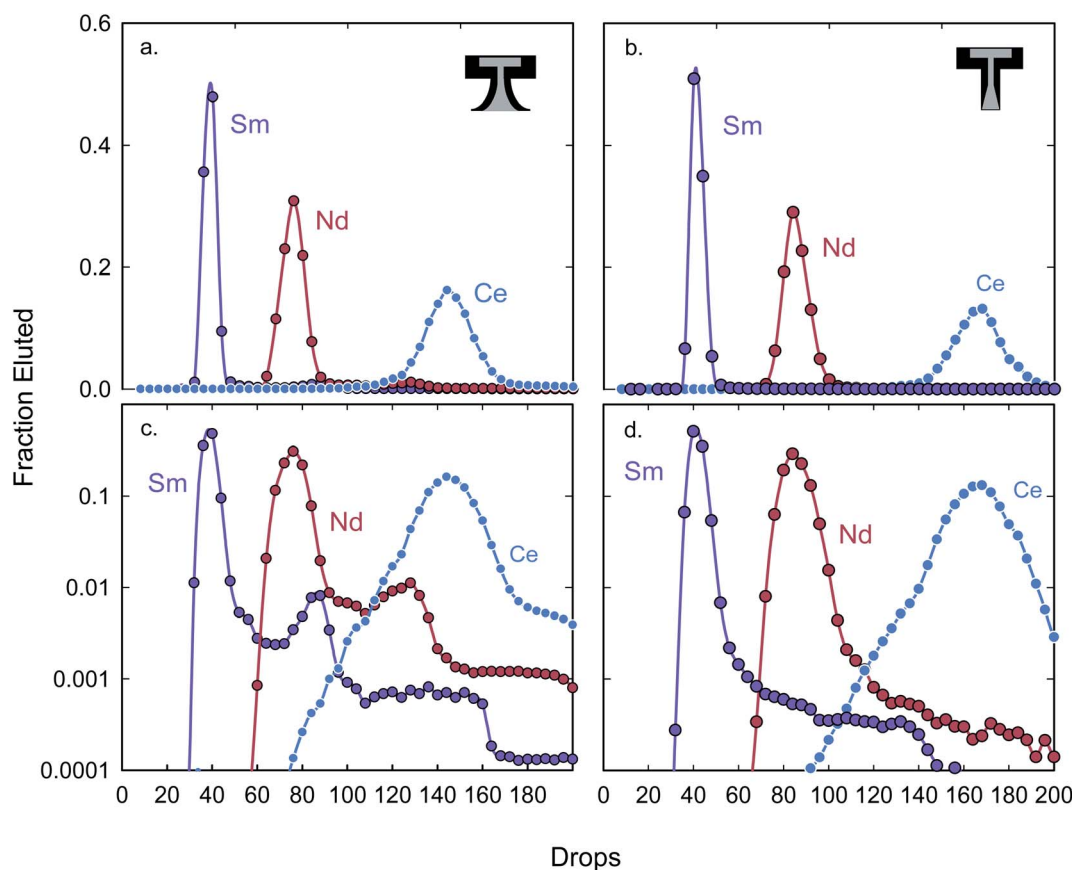 Fraction Eluted
0.6
0.4
0.2
0.0
a.
Sm
Nd
Ce
b.
Sm
Nd
Ce
0.1
0.01
0.001
0.0001
c.
Sm
Nd
Ce
d.
Sm
Nd
Ce
0 20 40 60 80 100 120 140 160 180
0 20 40 60 80 100 120 140 160 180 200
Drops